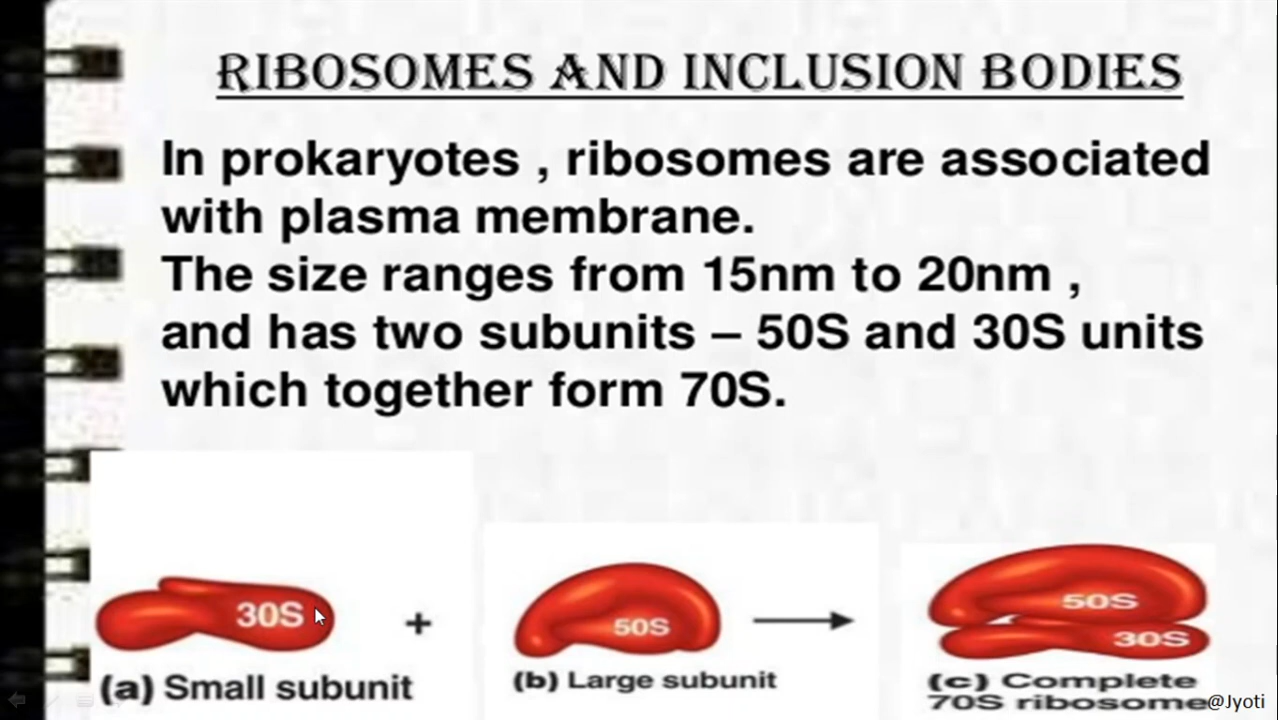 RIBOSOMES AND INCLUSION BODIES
In prokaryotes , ribosomes are associated
with plasma membrane.
The size ranges from 15nm to 20nm ,
and has two subunits – 50S and 30S units
which together form 70S.
30S
+
50S
50S
30S
(a) Small subunit
(b) Large subunit
(c) Complete
70S ribosome
@Jyoti